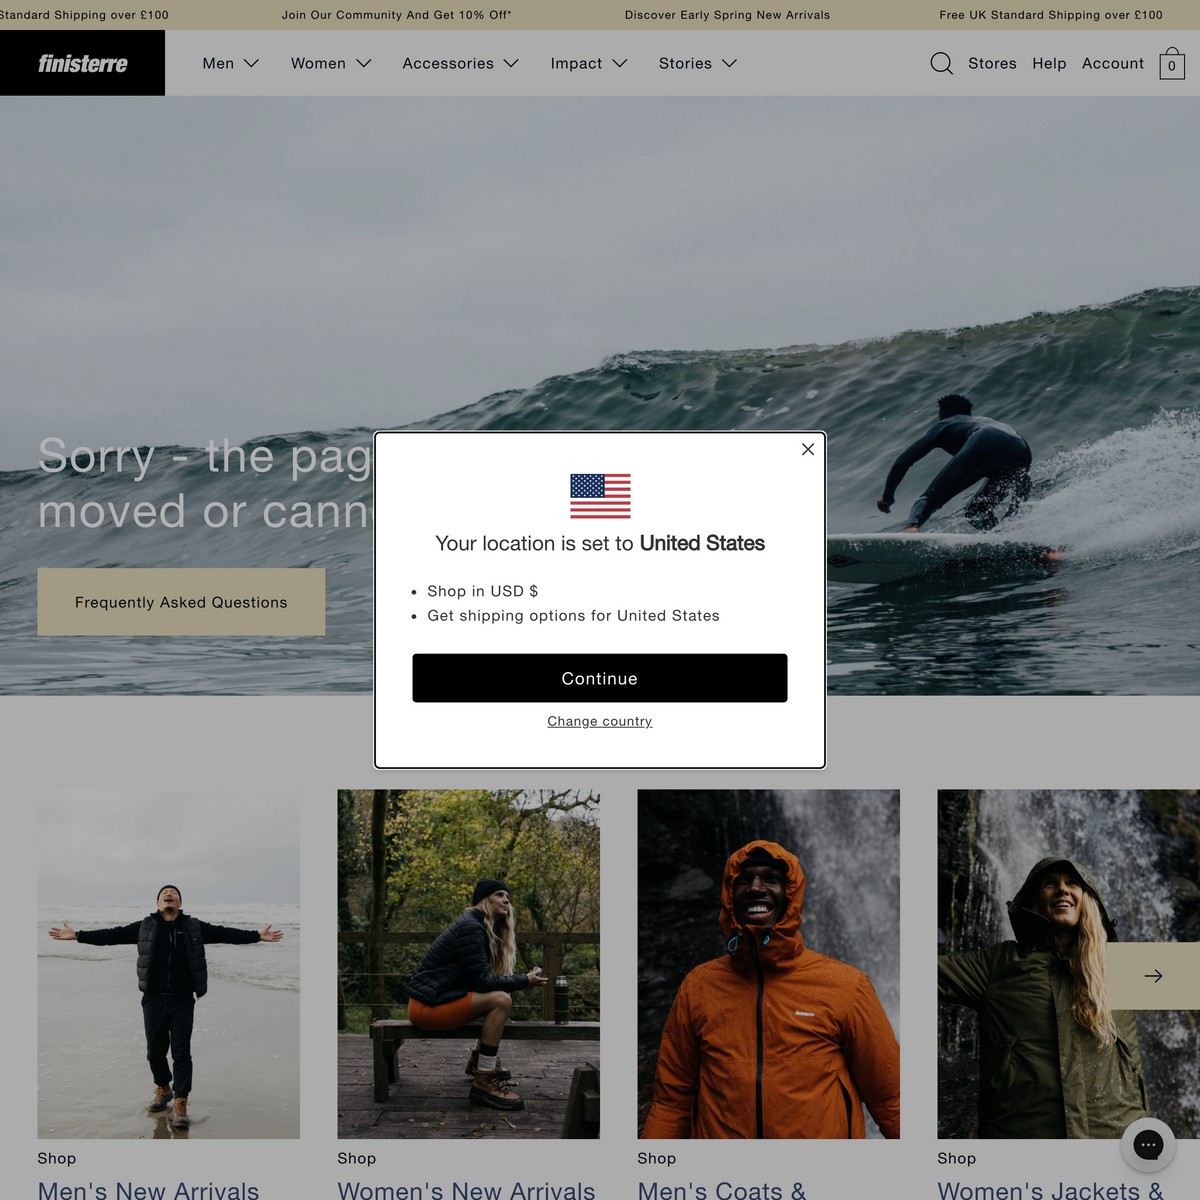 Standard Shipping over £100
Join Our Community And Get 10% Off*
Discover Early Spring New Arrivals
Free UK Standard Shipping over £100
finisterre
Men
Women
Accessories
Impact
Stories
Stores
Help
Account
0
Sorry - the pag
moved or cann
Frequently Asked Questions
Your location is set to United States
Shop in USD $
Get shipping options for United States
Continue
Change country
finisterre
Shop
Men's New Arrivals
Shop
Women's New Arrivals
Shop
Men's Coats &
Shop
Women's Jackets &